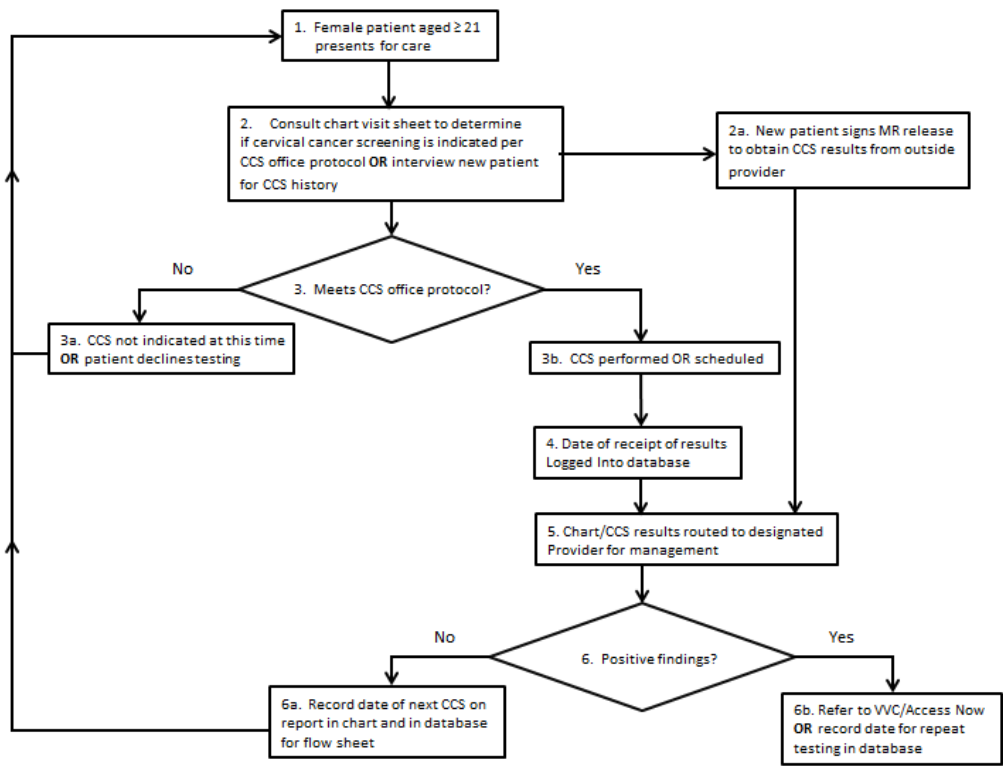 1. Female patient aged ≥ 21
presents for care
2. Consult chart visit sheet to determine
if cervical cancer screening is indicated per
CCS office protocol OR interview new patient
for CCS history
2a. New patient signs MR release
to obtain CCS results from outside
provider
No
Yes
3. Meets CCS office protocol?
3a. CCS not indicated at this time
OR patient declines testing
3b. CCS performed OR scheduled
4. Date of receipt of results
Logged Into database
5. Chart/CCS results routed to designated
Provider for management
No
Yes
6. Positive findings?
6a. Record date of next CCS on
report in chart and in database
for flow sheet
6b. Refer to VVC/Access Now
OR record date for repeat
testing in database